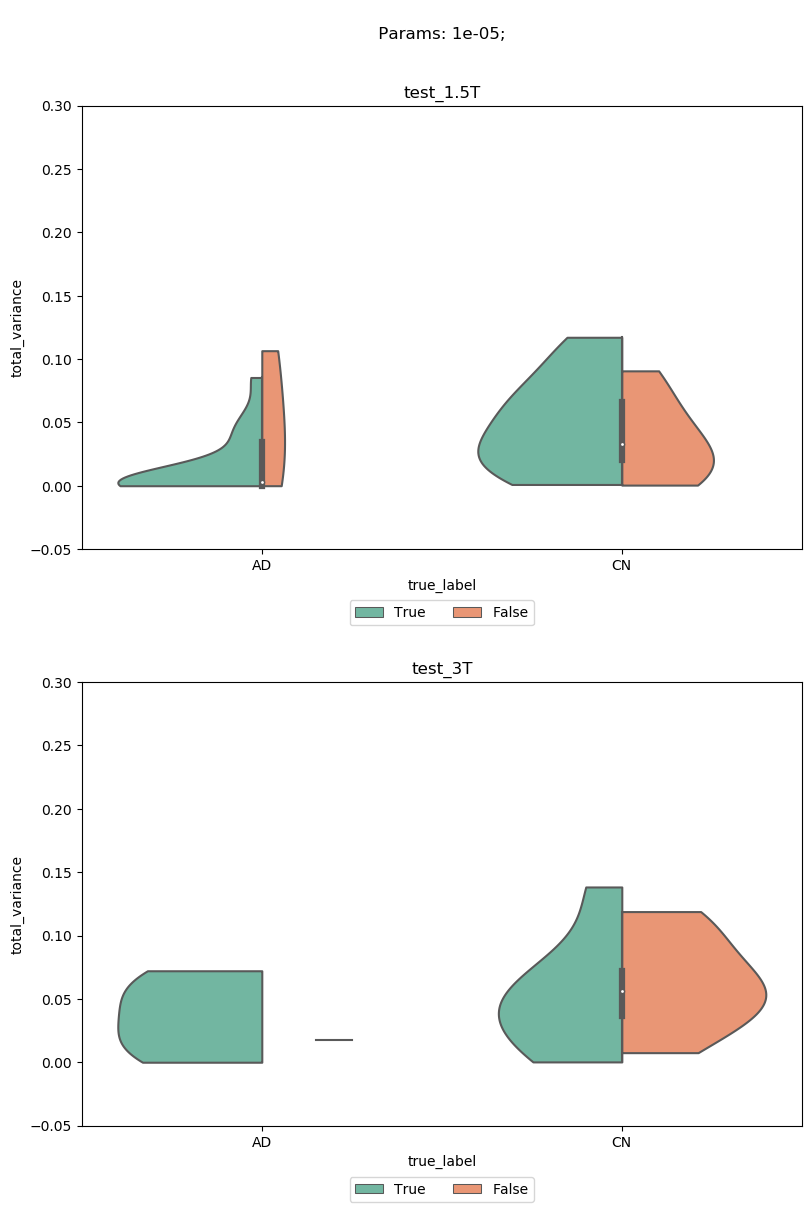 Params: 1e-05;
test_1.5T
0.30
0.25
0.20
0.15
0.10
0.05
0.00
−0.05
total_variance
AD CN
true_label
True False
test_3T
0.30
0.25
0.20
0.15
0.10
0.05
0.00
−0.05
total_variance
AD CN
true_label
True False